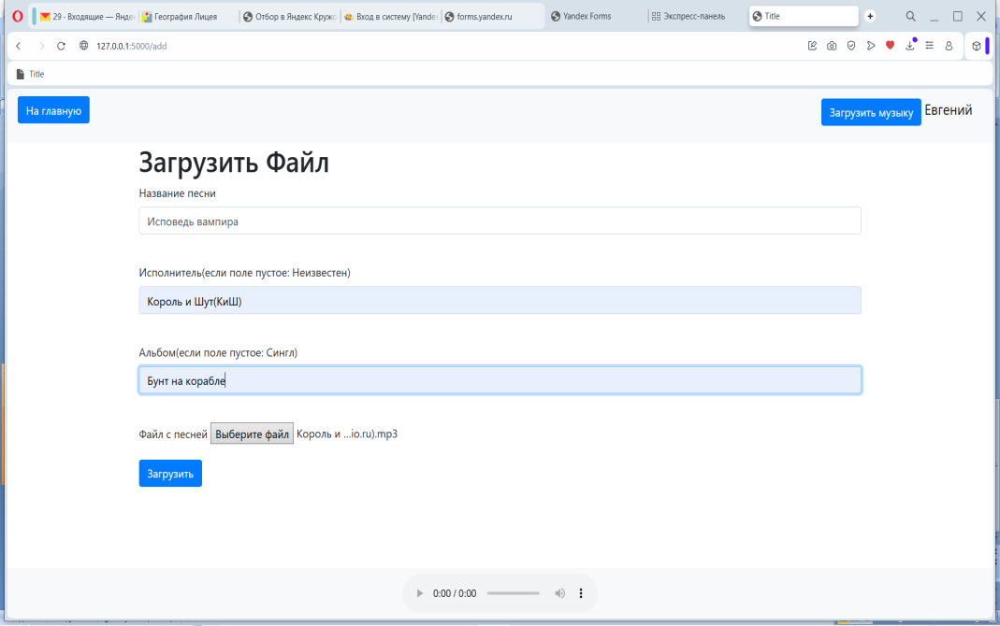 29 - Входящие — Янде
География Лицея
Отбор в Яндекс Круж
Вход в систему [Yande
forms.yandex.ru
Yandex Forms
Экспресс-панель
Title
127.0.0.1:5000/add
Title
На главную
Загрузить музыку
Евгений
Загрузить Файл
Название песни
Исповедь вампира
Исполнитель(если поле пустое: Неизвестен)
Король и Шут(КиШ)
Альбом(если поле пустое: Сингл)
Бунт на корабле
Файл с песней Выберите файл Король и ...io.ru).mp3
Загрузить
0:00 / 0:00